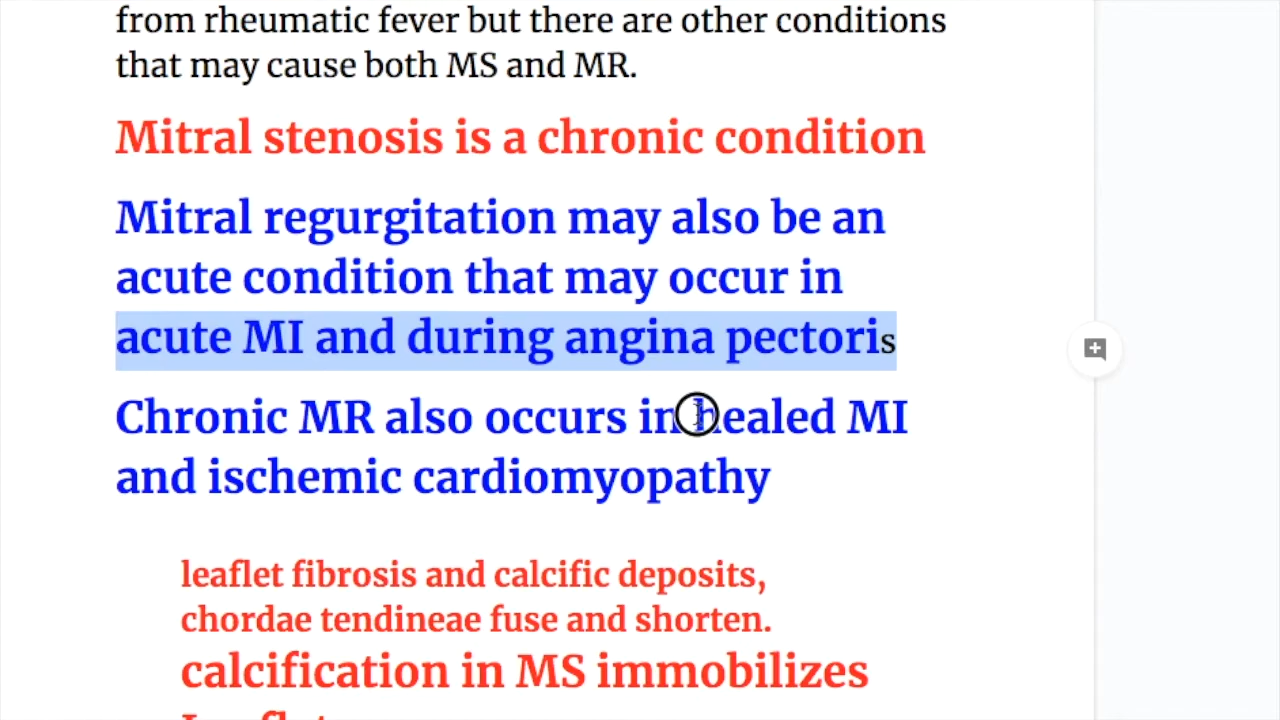 from rheumatic fever but there are other conditions
that may cause both MS and MR.
Mitral stenosis is a chronic condition
Mitral regurgitation may also be an
acute condition that may occur in
acute MI and during angina pectoris
Chronic MR also occurs in healed MI
and ischemic cardiomyopathy
leaflet fibrosis and calcific deposits,
chordae tendineae fuse and shorten.
calcification in MS immobilizes